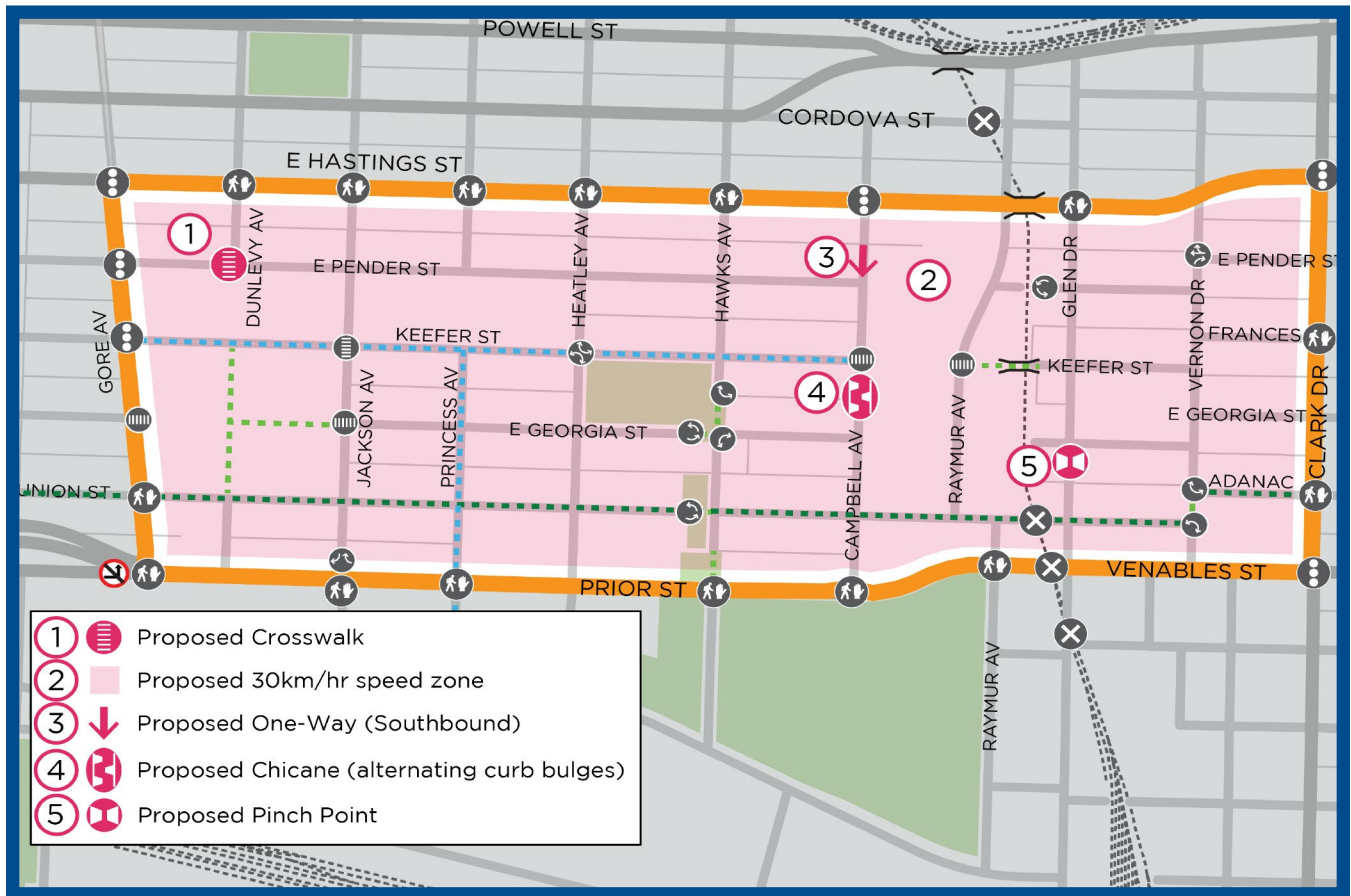 POWELL ST
CORDOVA ST
E HASTINGS ST
1
DUNLEVY AV
E PENDER ST
HEATLEY AV
HAWKS AV
3
2
GLEN DR
VERNON DR
E PENDER ST
GORE AV
KEEFER ST
FRANCES
KEEFER ST
4
JACKSON AV
PRINCESS AV
E GEORGIA ST
CAMPBELL AV
RAYMUR AV
E GEORGIA ST
CLARK DR
5
UNION ST
ADANAC
PRIOR ST
VENABLES ST
RAYMUR AV
1 Proposed Crosswalk
2 Proposed 30km/hr speed zone
3 Proposed One-Way (Southbound)
4 Proposed Chicane (alternating curb bulges)
5 Proposed Pinch Point